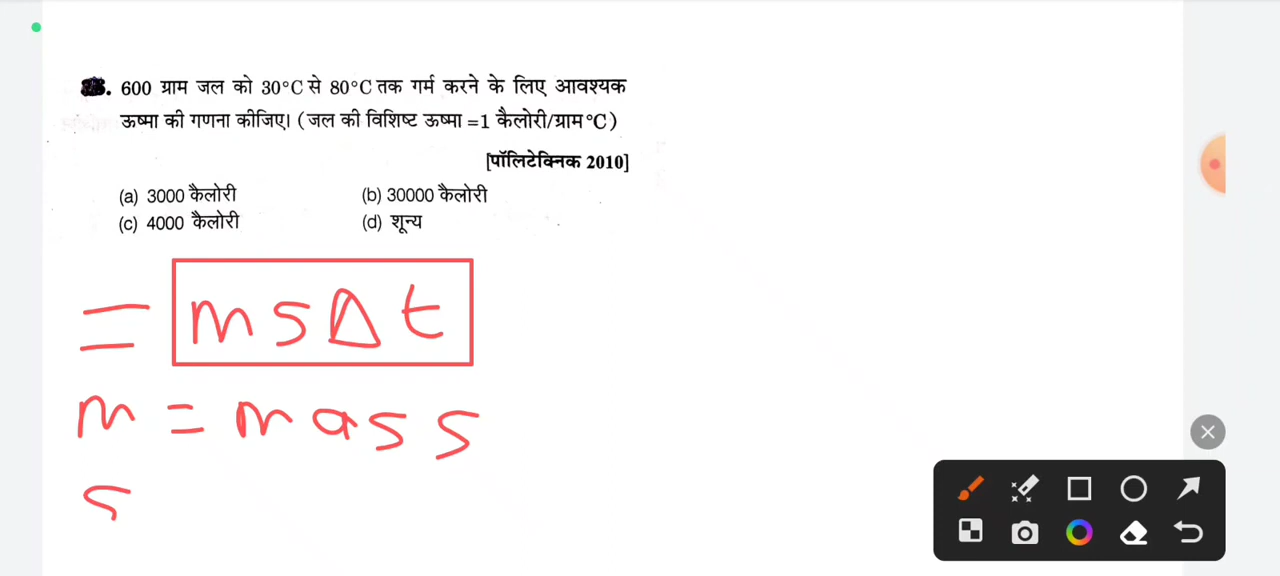 600 ग्राम जल को 30°C से 80°C तक गर्म करने के लिए आवश्यक
ऊष्मा की गणना कीजिए। (जल की विशिष्ट ऊष्मा =1 कैलोरी/ग्राम°C)
[पॉलिटेक्निक 2010]
(a) 3000 कैलोरी (b) 30000 कैलोरी
(c) 4000 कैलोरी (d) शून्य
= m s Δ t
m = mass
s